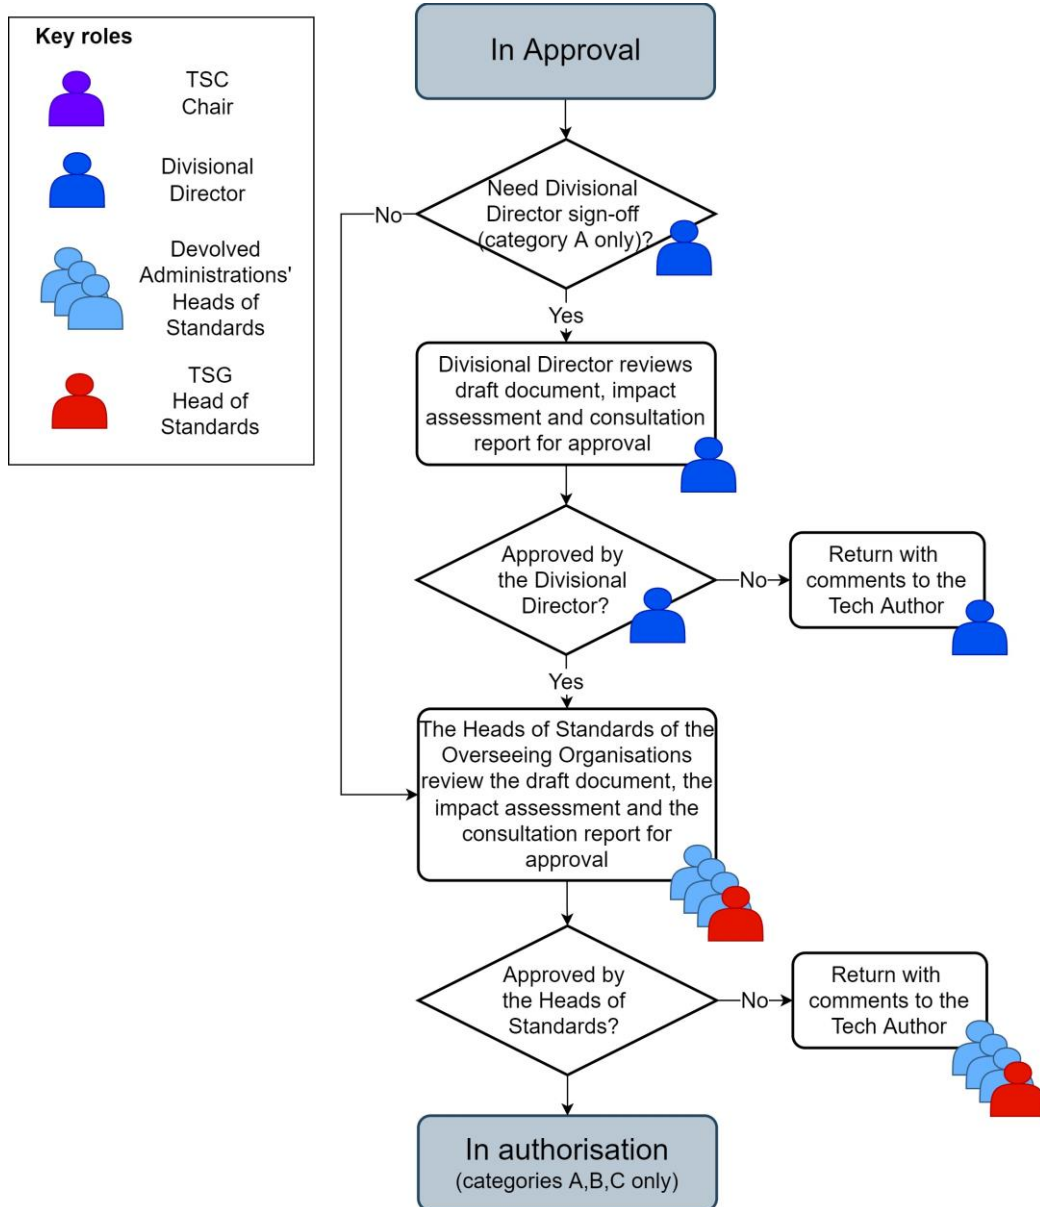 Key roles
TSC
Chair
Divisional
Director
Devolved
Administrations'
Heads of
Standards
TSG
Head of
Standards
In Approval
Need Divisional
Director sign-off
(category A only)?
No
Yes
Divisional Director reviews
draft document, impact
assessment and consultation
report for approval
Approved by
the Divisional
Director?
No
Return with
comments to the
Tech Author
Yes
The Heads of Standards of the
Overseeing Organisations
review the draft document, the
impact assessment and the
consultation report for
approval
Approved by
the Heads of
Standards?
No
Return with
comments to the
Tech Author
In authorisation
(categories A,B,C only)